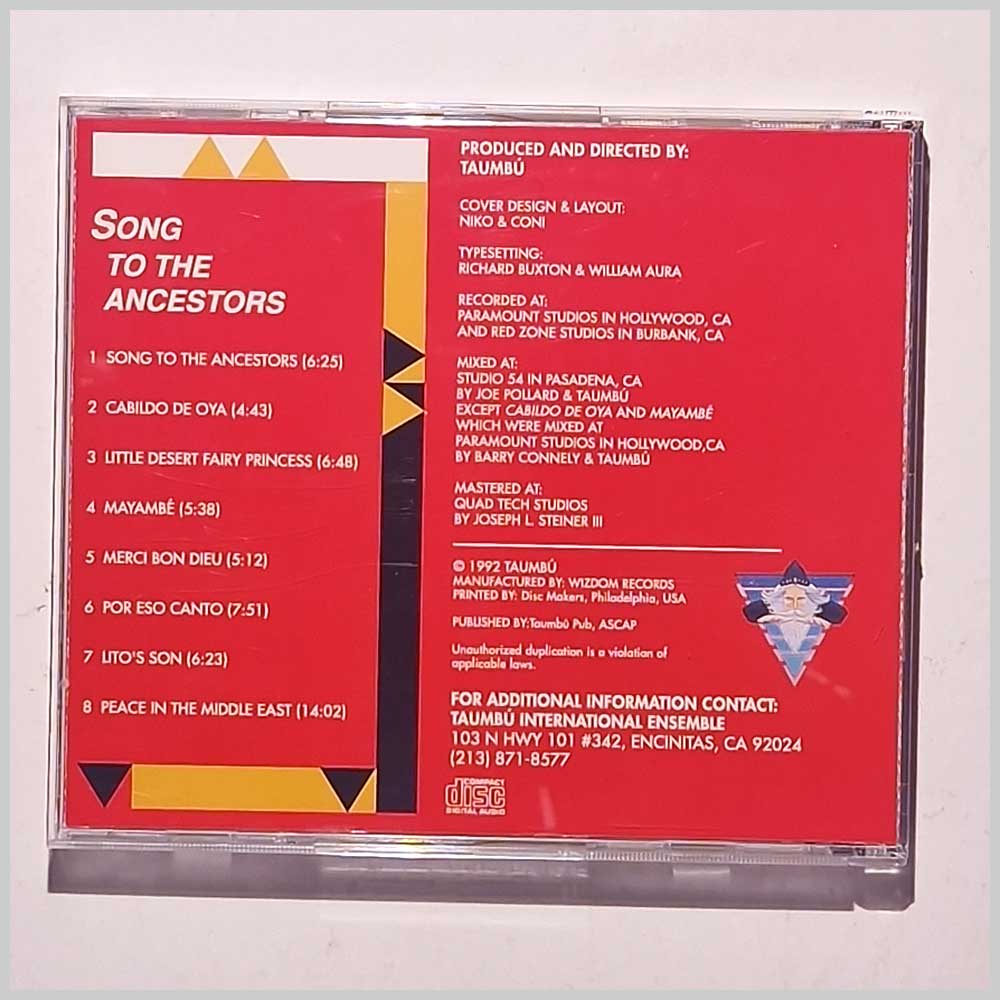 SONG
TO THE
ANCESTORS
1 SONG TO THE ANCESTORS (6:25)
2 CABILDO DE OYA (4:43)
3 LITTLE DESERT FAIRY PRINCESS (6:48)
4 MAYAMBÉ (5:38)
5 MERCI BON DIEU (5:12)
6 POR ESO CANTO (7:51)
7 LITO'S SON (6:23)
8 PEACE IN THE MIDDLE EAST (14:02)
PRODUCED AND DIRECTED BY:
TAUMBÚ
COVER DESIGN & LAYOUT:
NIKO & CONI
TYPESETTING:
RICHARD BUXTON & WILLIAM AURA
RECORDED AT:
PARAMOUNT STUDIOS IN HOLLYWOOD, CA
AND RED ZONE STUDIOS IN BURBANK, CA
MIXED AT:
STUDIO 54 IN PASADENA, CA
BY JOE POLLARD & TAUMBÚ
EXCEPT CABILDO DE OYA AND MAYAMBÉ
WHICH WERE MIXED AT
PARAMOUNT STUDIOS IN HOLLYWOOD,CA
BY BARRY CONNELY & TAUMBÚ
MASTERED AT:
QUAD TECH STUDIOS
BY JOSEPH L. STEINER III
© 1992 TAUMBÚ
MANUFACTURED BY: WIZDOM RECORDS
PRINTED BY: Disc Makers, Philadelphia, USA
PUBLISHED BY:Taumbú Pub, ASCAP
Unauthorized duplication is a violation of
applicable laws.
FOR ADDITIONAL INFORMATION CONTACT:
TAUMBÚ INTERNATIONAL ENSEMBLE
103 N HWY 101 #342, ENCINITAS, CA 92024
(213) 871-8577
COMPACT
disc
DIGITAL AUDIO